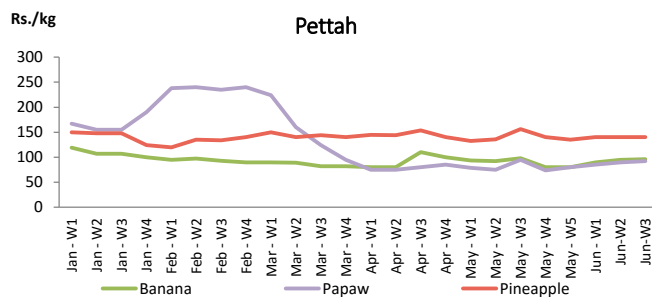 Rs./kg
Pettah
300
250
200
150
100
50
0
Jan - W1
Jan - W2
Jan - W3
Jan - W4
Feb - W1
Feb - W2
Feb - W3
Feb - W4
Mar - W1
Mar - W2
Mar - W3
Mar - W4
Apr - W1
Apr - W2
Apr - W3
Apr - W4
May - W1
May - W2
May - W3
May - W4
May - W5
Jun - W1
Jun-W2
Jun-W3
Banana
Papaw
Pineapple